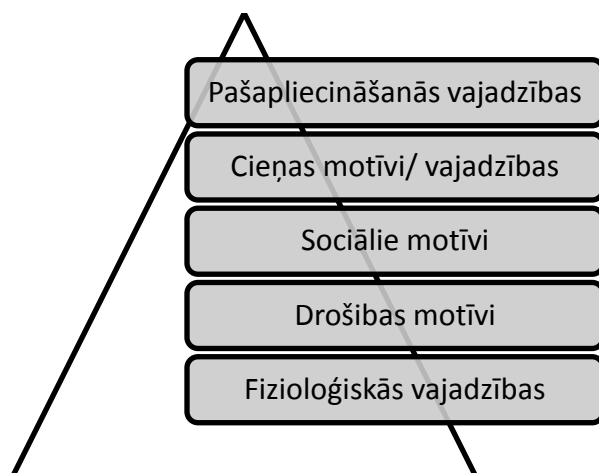 Pašapliecināšanās vajadzības
Cieņas motīvi/ vajadzības
Sociālie motīvi
Drošibas motīvi
Fizioloģiskās vajadzības